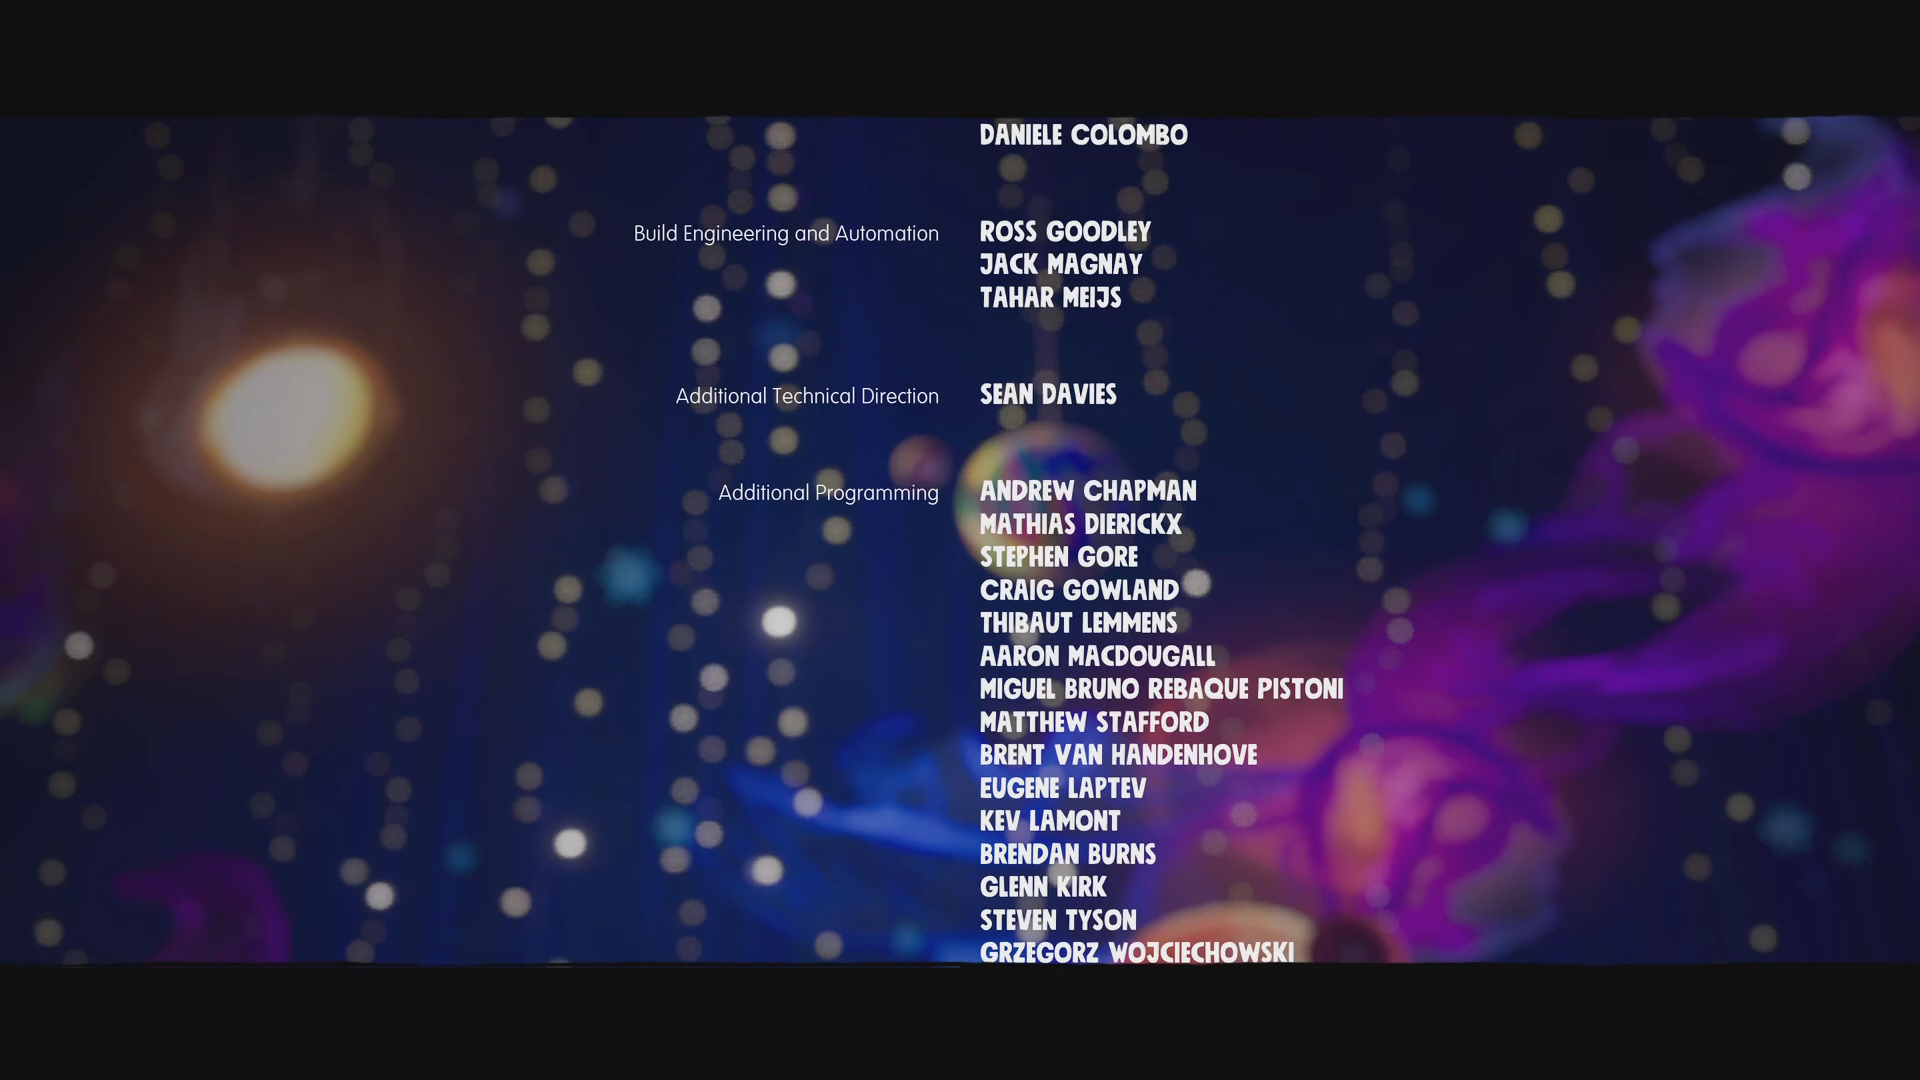 DANIELE COLOMBO
Build Engineering and Automation ROSS GOODLEY
JACK MAGNAY
TAHAR MEIJS
Additional Technical Direction SEAN DAVIES
Additional Programming ANDREW CHAPMAN
MATHIAS DIERICKX
STEPHEN GORE
CRAIG GOWLAND
THIBAUT LEMMENS
AARON MACDOUGALL
MIGUEL BRUNO REBAQUE PISTONI
MATTHEW STAFFORD
BRENT VAN HANDENHOVE
EUGENE LAPTEV
KEV LAMONT
BRENDAN BURNS
GLENN KIRK
STEVEN TYSON
GRZEGORZ WOJCIECHOWSKI